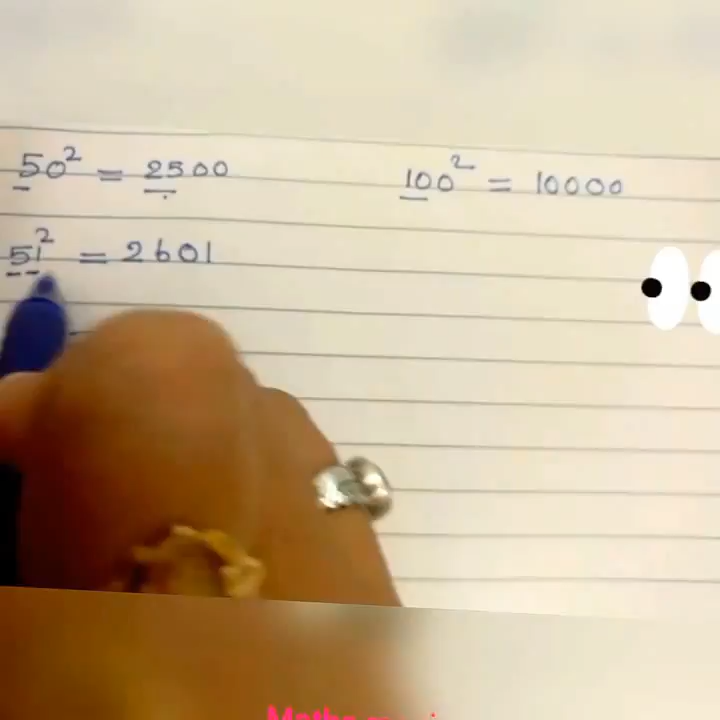 50² = 2500
100² = 10000
51² = 2601